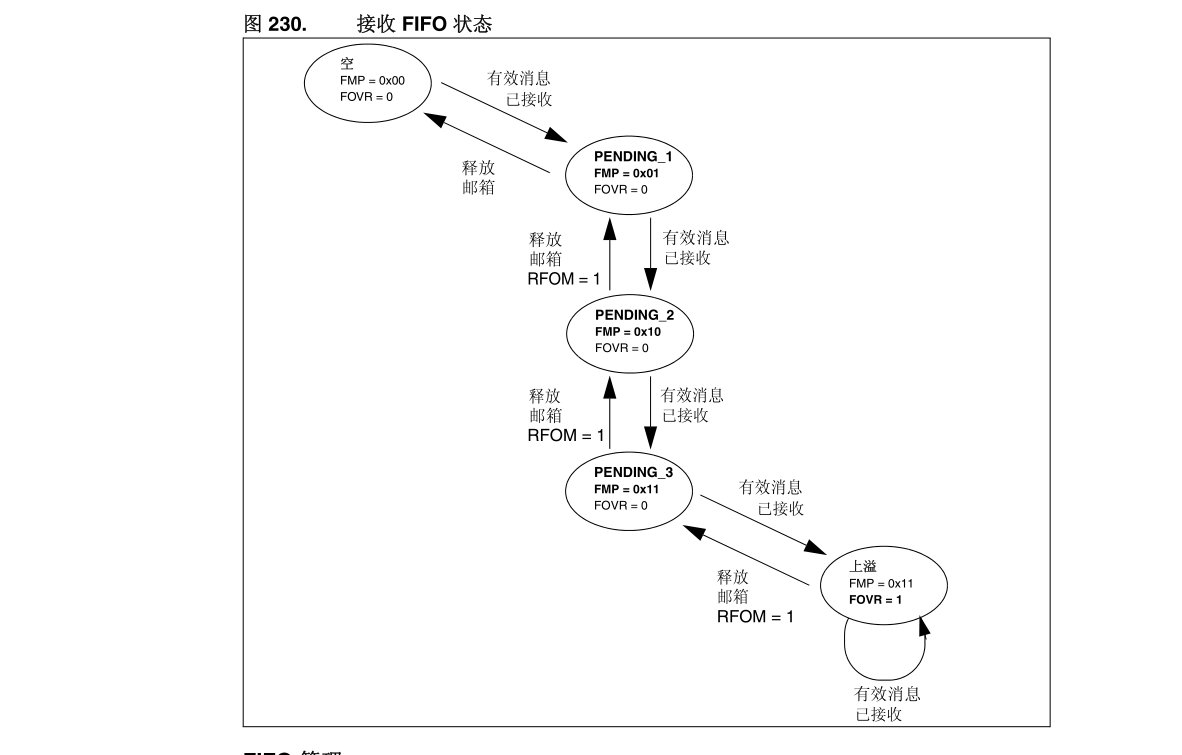 图 230. 接收 FIFO 状态
空
FMP = 0x00
FOVR = 0
有效消息
已接收
释放
邮箱
PENDING_1
FMP = 0x01
FOVR = 0
释放
邮箱
RFOM = 1
有效消息
已接收
PENDING_2
FMP = 0x10
FOVR = 0
释放
邮箱
RFOM = 1
有效消息
已接收
PENDING_3
FMP = 0x11
FOVR = 0
有效消息
已接收
释放
邮箱
RFOM = 1
上溢
FMP = 0x11
FOVR = 1
有效消息
已接收
FIFO 管理